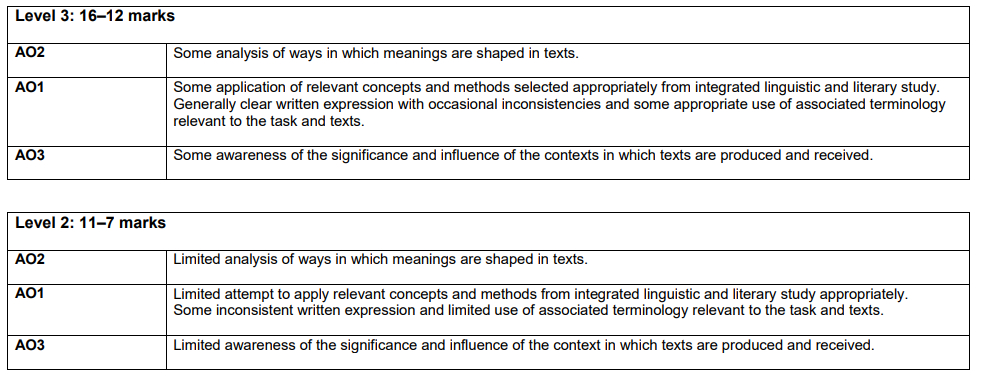 Level 3: 16–12 marks
AO2
Some analysis of ways in which meanings are shaped in texts.
AO1
Some application of relevant concepts and methods selected appropriately from integrated linguistic and literary study.
Generally clear written expression with occasional inconsistencies and some appropriate use of associated terminology
relevant to the task and texts.
AO3
Some awareness of the significance and influence of the contexts in which texts are produced and received.
Level 2: 11–7 marks
AO2
Limited analysis of ways in which meanings are shaped in texts.
AO1
Limited attempt to apply relevant concepts and methods from integrated linguistic and literary study appropriately.
Some inconsistent written expression and limited use of associated terminology relevant to the task and texts.
AO3
Limited awareness of the significance and influence of the context in which texts are produced and received.